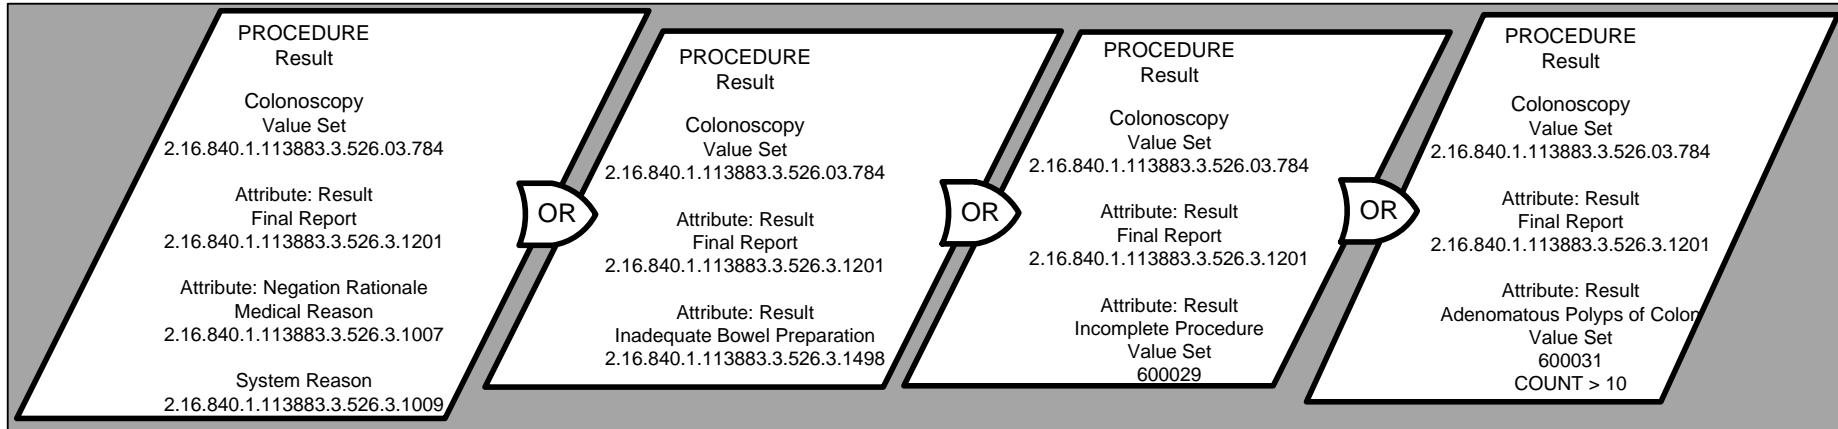 PROCEDURE
Result
Colonoscopy
Value Set
2.16.840.1.113883.3.526.03.784
Attribute: Result
Final Report
2.16.840.1.113883.3.526.3.1201
Attribute: Negation Rationale
Medical Reason
2.16.840.1.113883.3.526.3.1007
System Reason
2.16.840.1.113883.3.526.3.1009
OR
PROCEDURE
Result
Colonoscopy
Value Set
2.16.840.1.113883.3.526.03.784
Attribute: Result
Final Report
2.16.840.1.113883.3.526.3.1201
Attribute: Result
Inadequate Bowel Preparation
2.16.840.1.113883.3.526.3.1498
OR
PROCEDURE
Result
Colonoscopy
Value Set
2.16.840.1.113883.3.526.03.784
Attribute: Result
Final Report
2.16.840.1.113883.3.526.3.1201
Attribute: Result
Incomplete Procedure
Value Set
600029
OR
PROCEDURE
Result
Colonoscopy
Value Set
2.16.840.1.113883.3.526.03.784
Attribute: Result
Final Report
2.16.840.1.113883.3.526.3.1201
Attribute: Result
Adenomatous Polyps of Colon
Value Set
600031
COUNT > 10